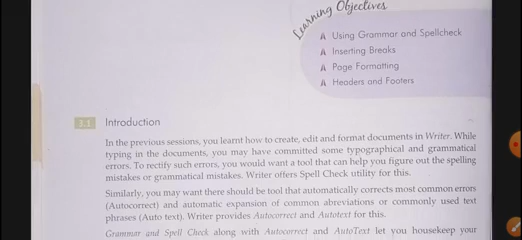 Learning Objectives
Using Grammar and Spellcheck
Inserting Breaks
Page Formatting
Headers and Footers
2.1 Introduction
In the previous sessions, you learnt how to create, edit and format documents in Writer. While
typing in the documents, you may have committed some typographical and grammatical
errors. To rectify such errors, you would want a tool that can help you figure out the spelling
mistakes or grammatical mistakes. Writer offers Spell Check utility for this.
Similarly, you may want there should be tool that automatically corrects most common errors
(Autocorrect) and automatic expansion of common abreviations or commonly used text
phrases (Auto text). Writer provides Autocorrect and Autotext for this.
Grammar and Spell Check along with Autocorrect and AutoText let you housekeep your